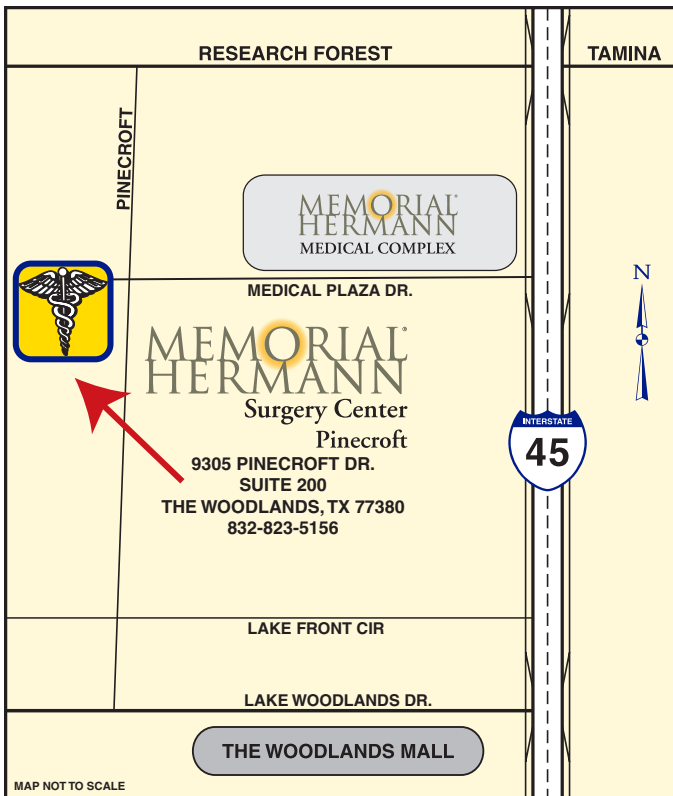 RESEARCH FOREST
TAMINA
PINECROFT
MEMORIAL®
HERMANN
MEDICAL COMPLEX
MEDICAL PLAZA DR.
N
MEMORIAL®
HERMANN
Surgery Center
Pinecroft
9305 PINECROFT DR.
SUITE 200
THE WOODLANDS, TX 77380
832-823-5156
INTERSTATE
45
LAKE FRONT CIR
LAKE WOODLANDS DR.
THE WOODLANDS MALL
MAP NOT TO SCALE